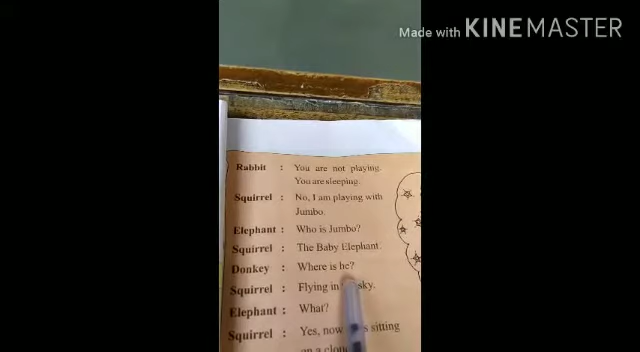 Made with KINEMASTER
Rabbit : You are not playing.
You are sleeping.
Squirrel : No, I am playing with
Jumbo.
Elephant : Who is Jumbo?
Squirrel : The Baby Elephant.
Donkey : Where is he?
Squirrel : Flying in sky.
Elephant : What?
Squirrel : Yes, now sitting
on a cloud